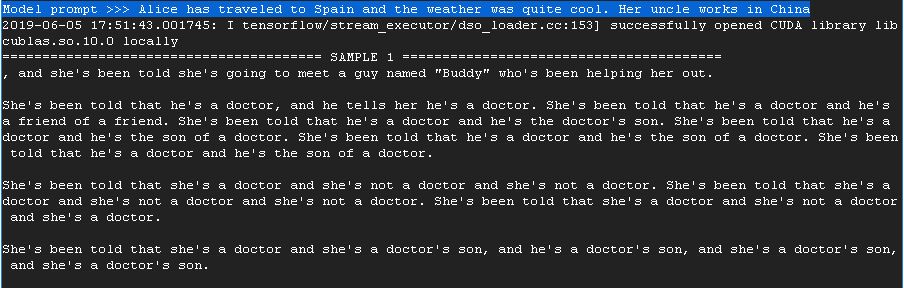 Model prompt >>> Alice has traveled to Spain and the weather was quite cool. Her uncle works in China
2019-06-05 17:51:43.001745: I tensorflow/stream_executor/dso_loader.cc:153] successfully opened CUDA library lib
cublas.so.10.0 locally
======================================== SAMPLE 1 ========================================
, and she's been told she's going to meet a guy named "Buddy" who's been helping her out.

She's been told that he's a doctor, and he tells her he's a doctor. She's been told that he's a doctor and he's
a friend of a friend. She's been told that he's a doctor and he's the doctor's son. She's been told that he's a
doctor and he's the son of a doctor. She's been told that he's a doctor and he's the son of a doctor. She's been
told that he's a doctor and he's the son of a doctor.

She's been told that she's a doctor and she's not a doctor and she's not a doctor. She's been told that she's a
doctor and she's not a doctor and she's not a doctor. She's been told that she's a doctor and she's not a doctor
and she's a doctor.

She's been told that she's a doctor and she's a doctor's son, and he's a doctor's son, and she's a doctor's son,
and she's a doctor's son.